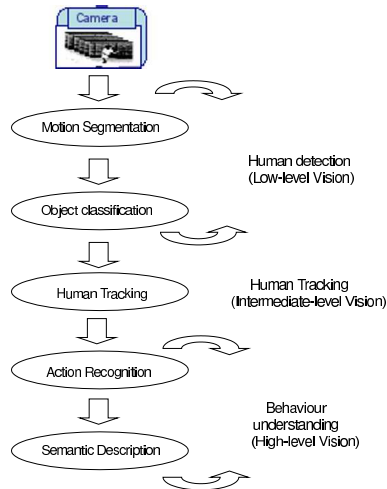 Camera
Motion Segmentation
Human detection
(Low-level Vision)
Object classification
Human Tracking
Human Tracking
(Intermediate-level Vision)
Action Recognition
Behaviour
understanding
(High-level Vision)
Semantic Description